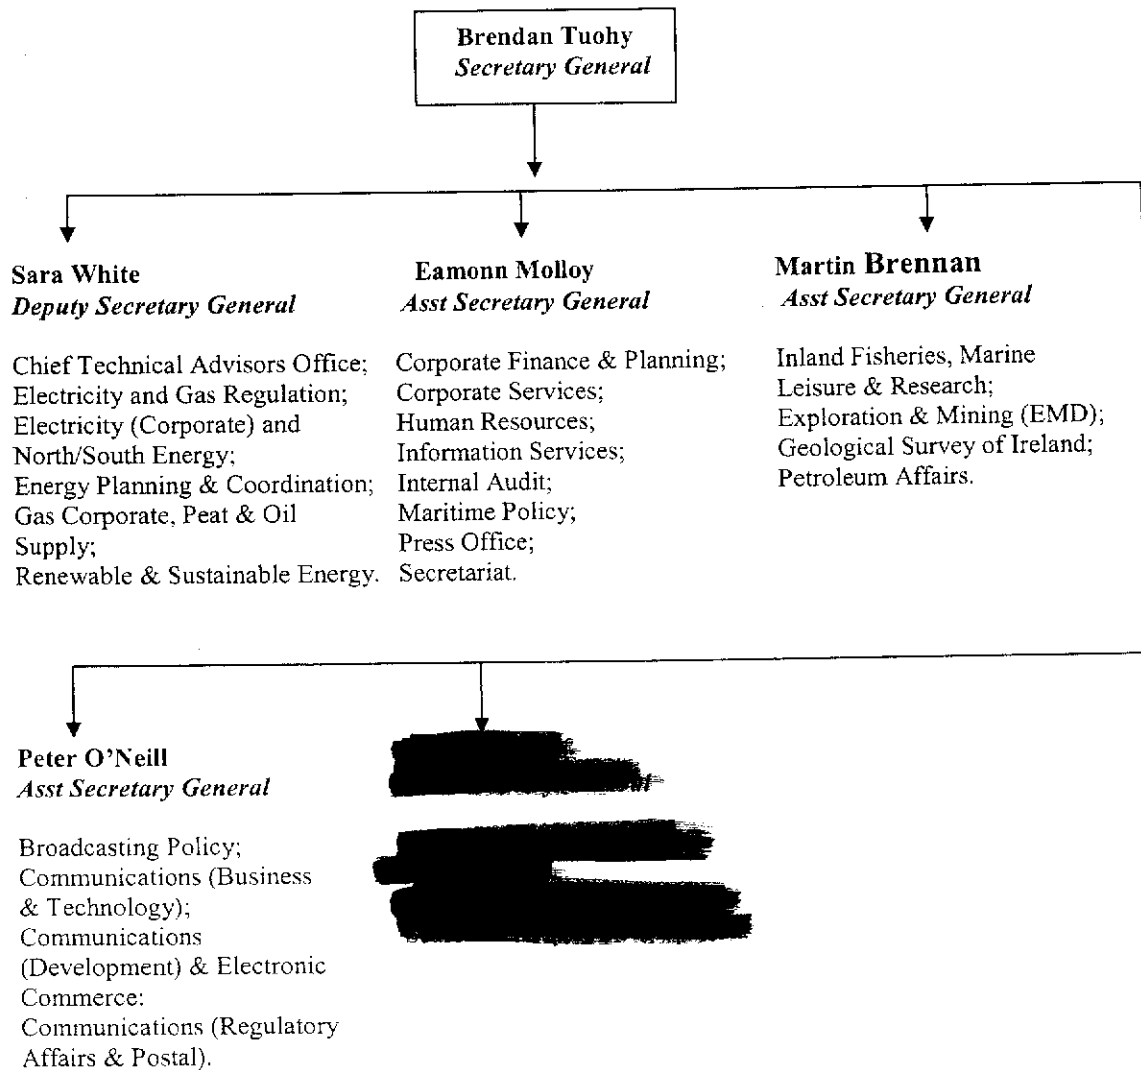 Brendan Tuohy
Secretary General
Sara White
Deputy Secretary General
Chief Technical Advisors Office;
Electricity and Gas Regulation;
Electricity (Corporate) and
North/South Energy;
Energy Planning & Coordination;
Gas Corporate, Peat & Oil
Supply;
Renewable & Sustainable Energy.
Eamonn Molloy
Asst Secretary General
Corporate Finance & Planning;
Corporate Services;
Human Resources;
Information Services;
Internal Audit;
Maritime Policy;
Press Office;
Secretariat.
Martin Brennan
Asst Secretary General
Inland Fisheries, Marine
Leisure & Research;
Exploration & Mining (EMD);
Geological Survey of Ireland;
Petroleum Affairs.
Peter O'Neill
Asst Secretary General
Broadcasting Policy;
Communications (Business
& Technology);
Communications
(Development) & Electronic
Commerce:
Communications (Regulatory
Affairs & Postal).